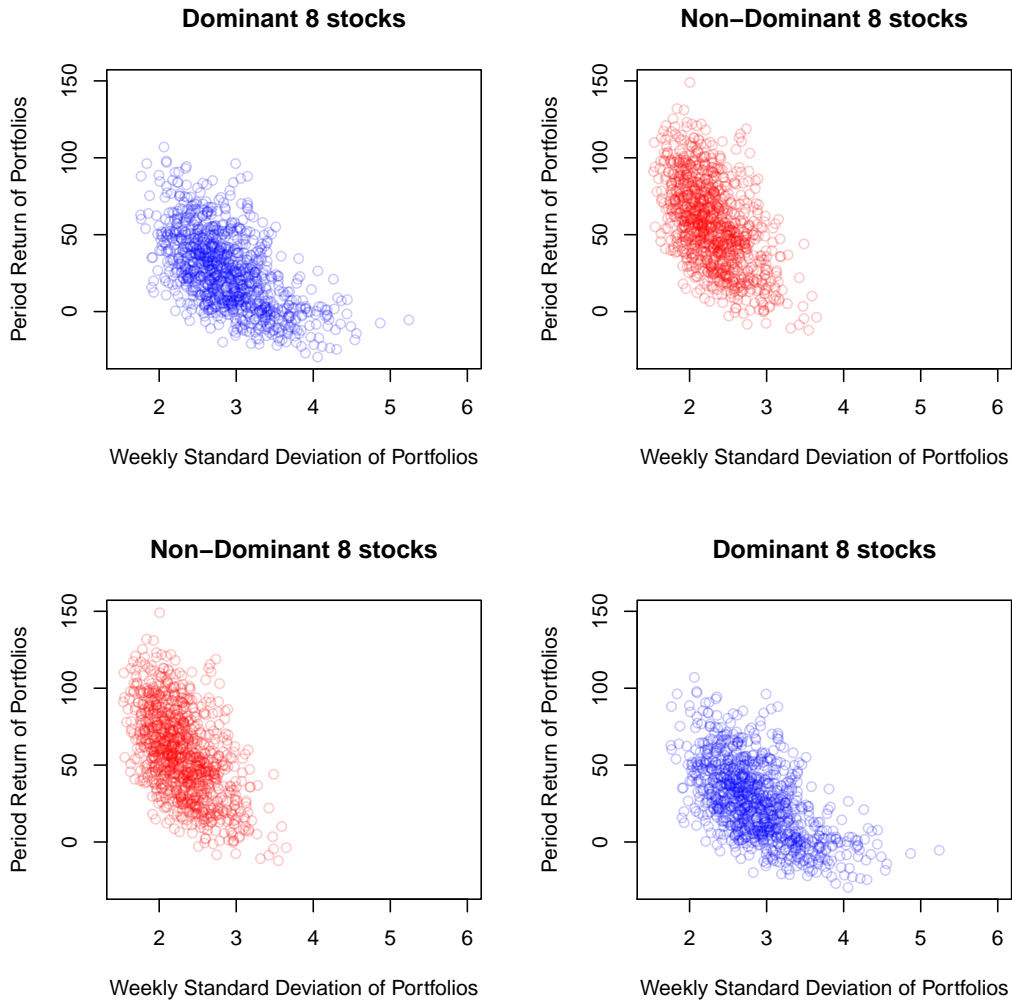 Dominant 8 stocks
Period Return of Portfolios
150
100
50
0
2 3 4 5 6
Weekly Standard Deviation of Portfolios
Non−Dominant 8 stocks
Period Return of Portfolios
150
100
50
0
2 3 4 5 6
Weekly Standard Deviation of Portfolios
Non−Dominant 8 stocks
Period Return of Portfolios
150
100
50
0
2 3 4 5 6
Weekly Standard Deviation of Portfolios
Dominant 8 stocks
Period Return of Portfolios
150
100
50
0
2 3 4 5 6
Weekly Standard Deviation of Portfolios